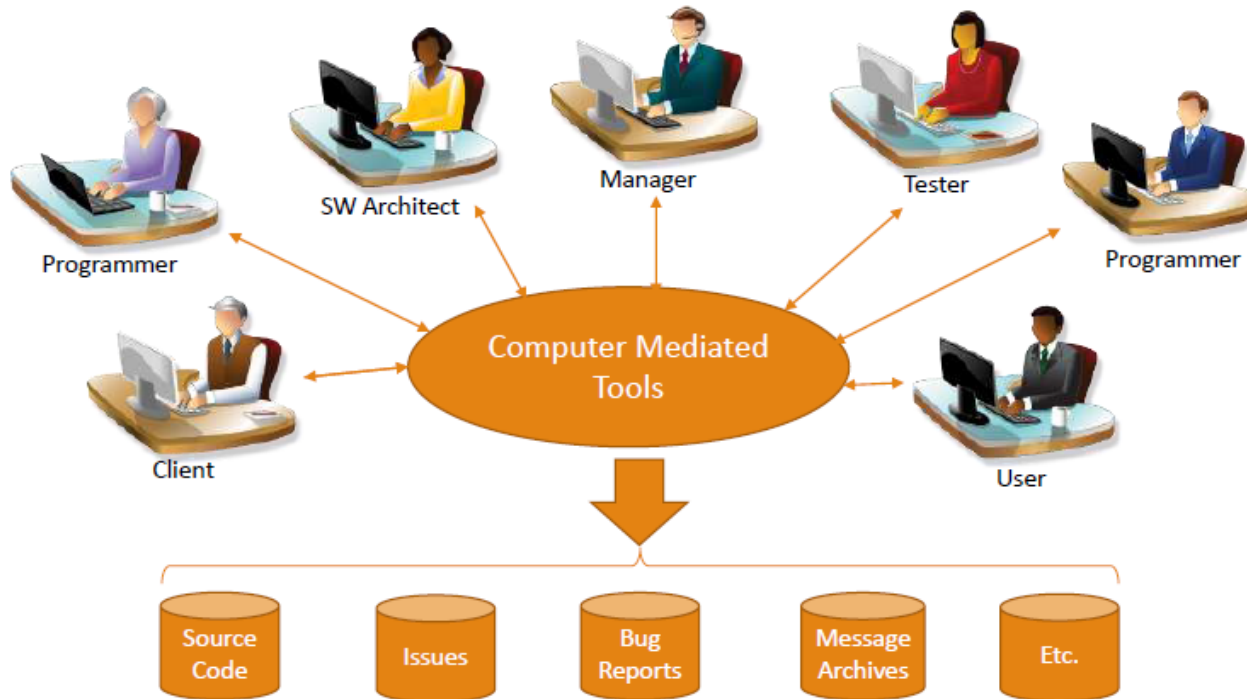 Programmer
SW Architect
Manager
Tester
Programmer
Client
Computer Mediated
Tools
User
Source
Code
Issues
Bug
Reports
Message
Archives
Etc.